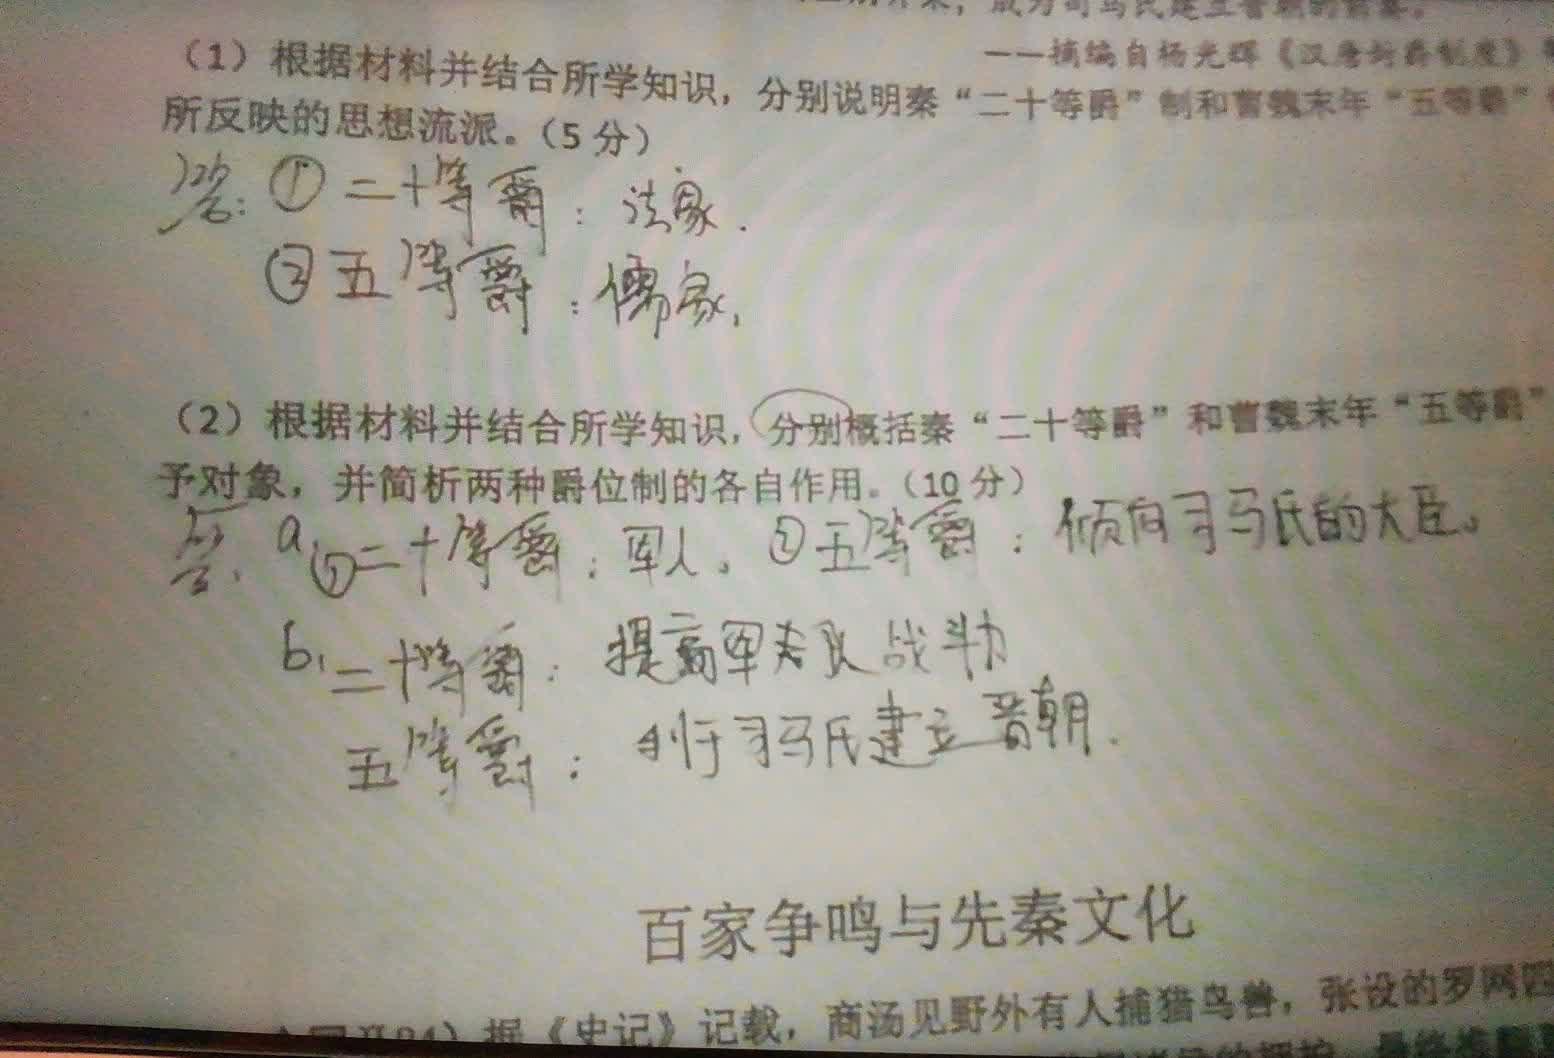 成为司马氏建立晋朝的前奏。
——摘编自杨光辉《汉唐封爵制度》
（1）根据材料并结合所学知识，分别说明秦“二十等爵”制和曹魏末年“五等爵”
所反映的思想流派。（5分）
答：①二十等爵：法家.
②五等爵：儒家,
（2）根据材料并结合所学知识，分别概括秦“二十等爵”和曹魏末年“五等爵”
予对象，并简析两种爵位制的各自作用。（10分）
答. a.①二十等爵：军人。②五等爵：倾向司马氏的大臣。
b,二十等爵：提高军队战斗力
五等爵：利于司马氏建立晋朝.
百家争鸣与先秦文化
据《史记》记载，商汤见野外有人捕猎鸟兽，张设的罗网四